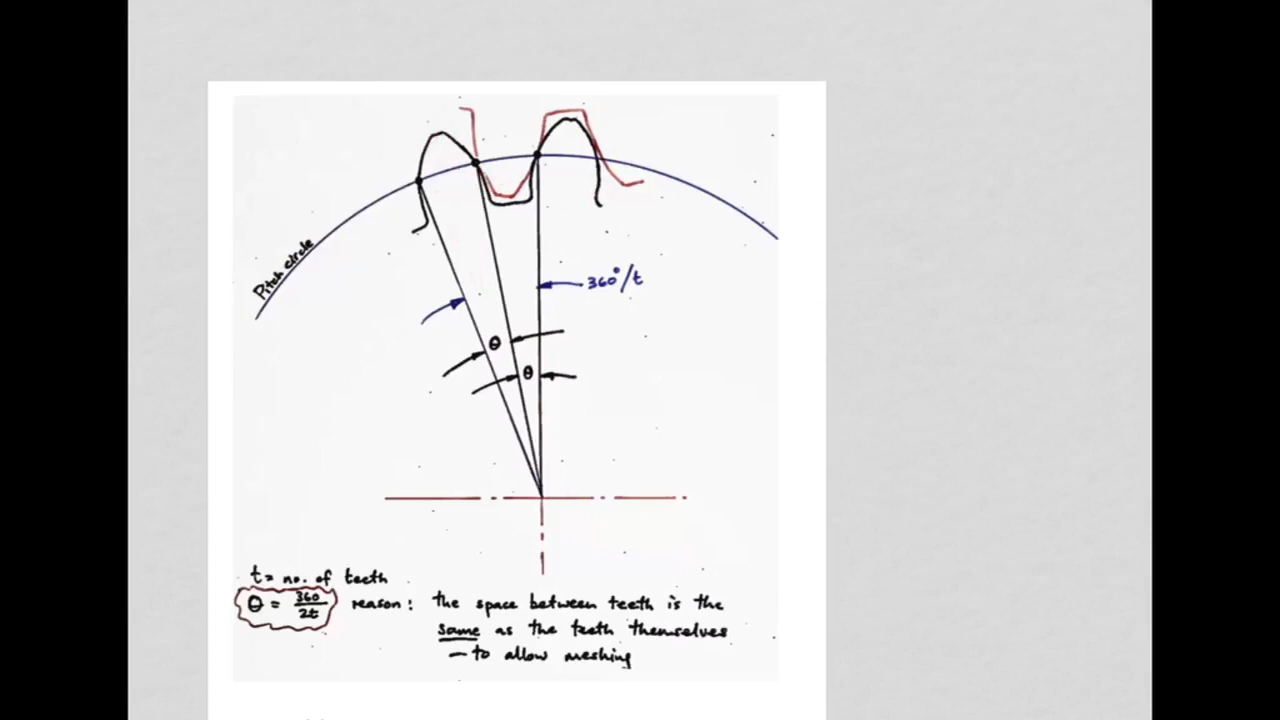 Pitch circle
360°/t
θ
θ
t = no. of teeth
θ = 360/2t reason: the space between teeth is the
same as the teeth themselves
– to allow meshing